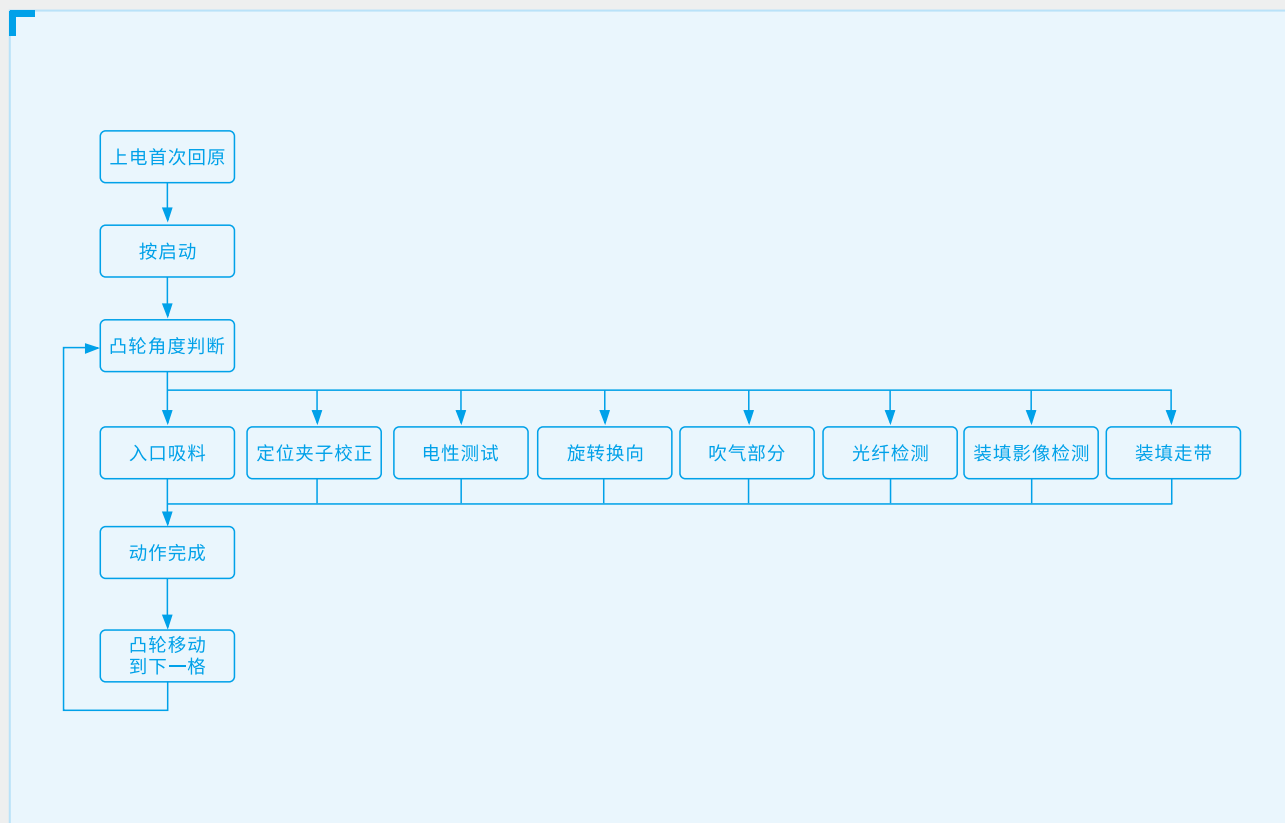 上电首次回原
按启动
凸轮角度判断
入口吸料
定位夹子校正
电性测试
旋转换向
吹气部分
光纤检测
装填影像检测
装填走带
动作完成
凸轮移动
到下一格